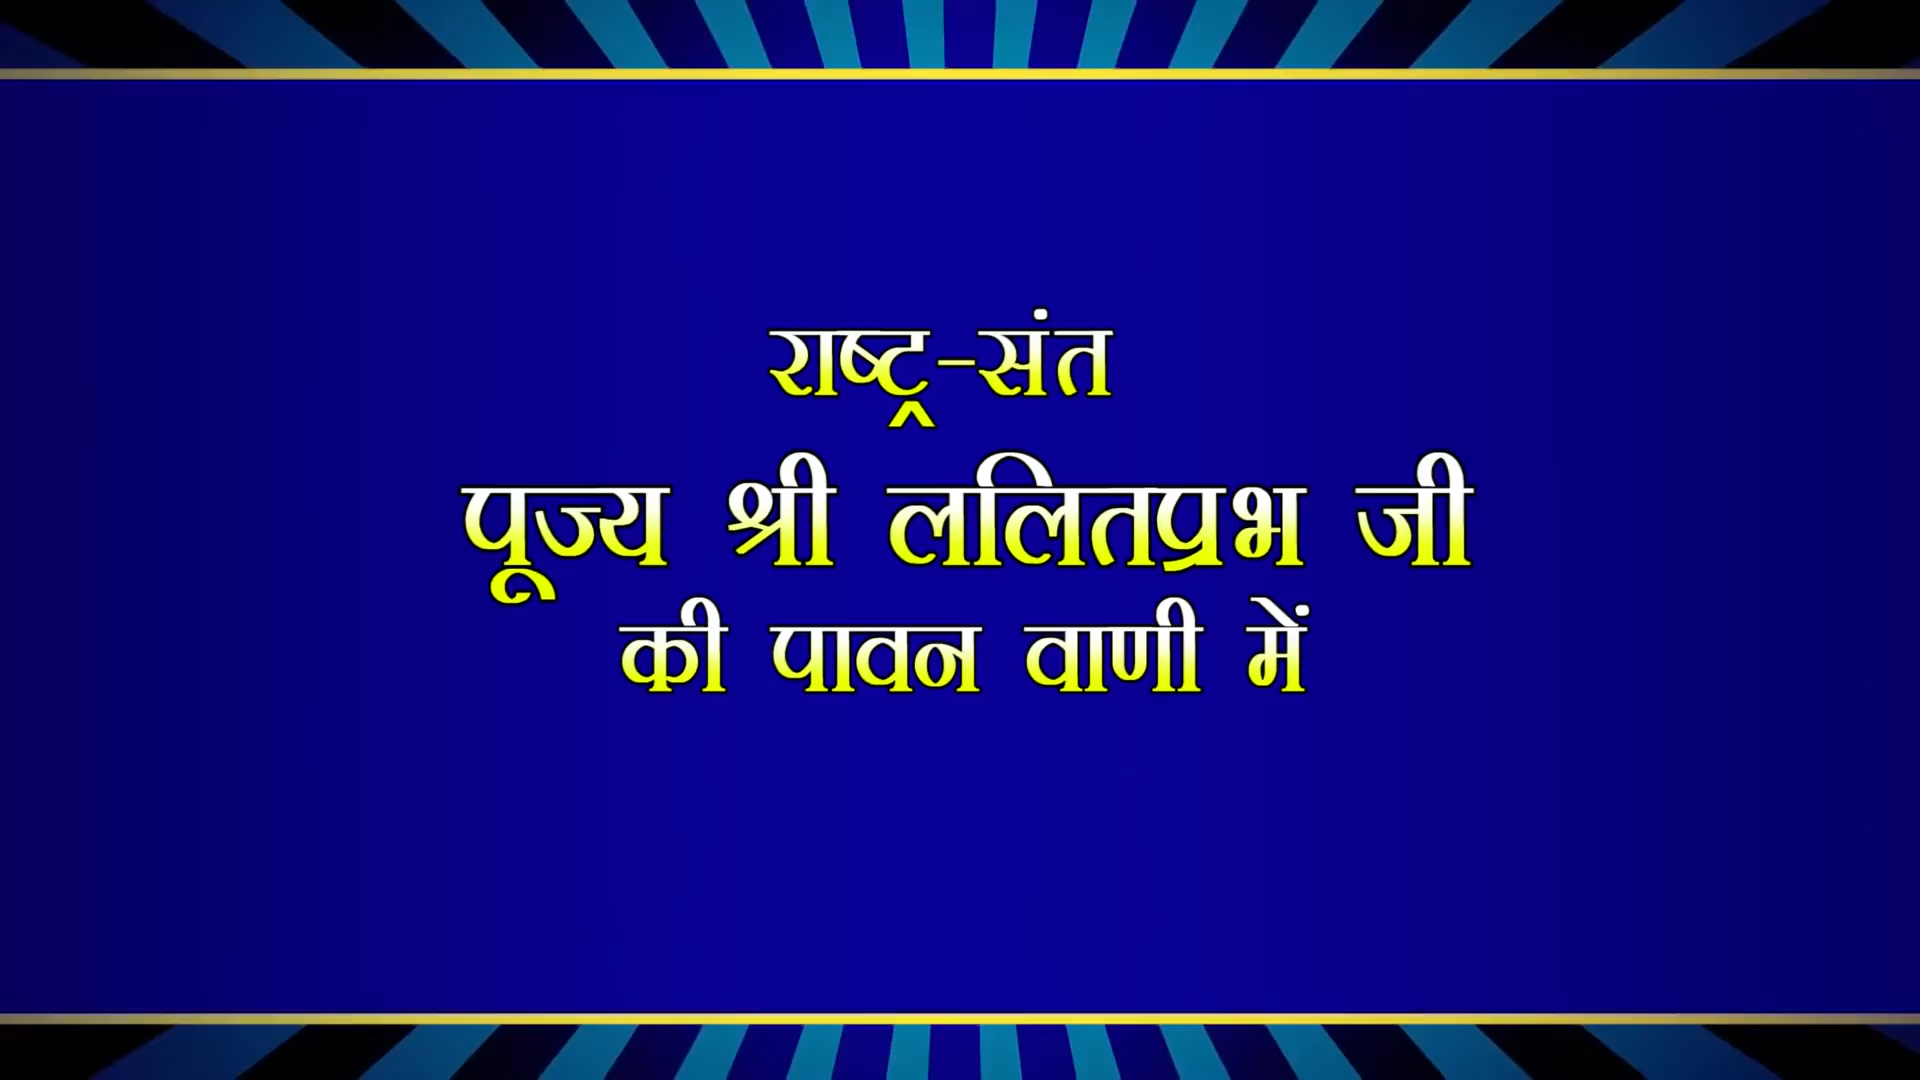 राष्ट्र-संत
पूज्य श्री ललितप्रभ जी
की पावन वाणी में